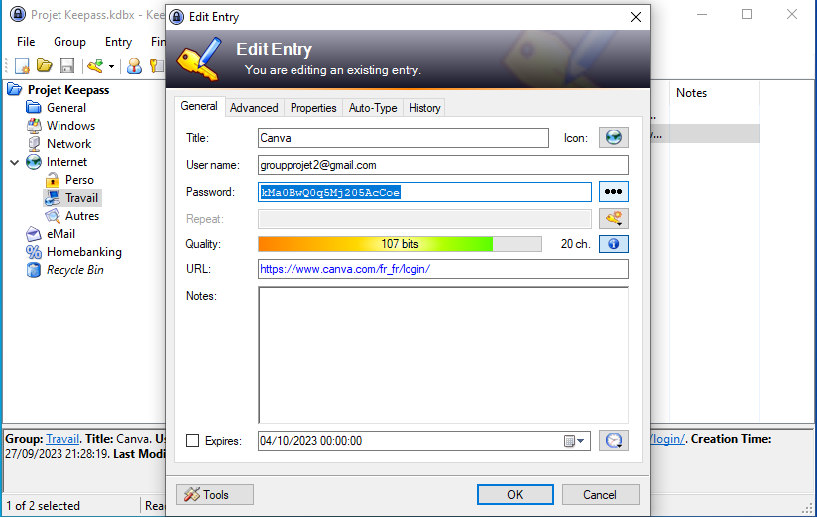 Projet Keepass.kdbx - Kee
File Group Entry Fin
Projet Keepass
General
Windows
Network
Internet
Perso
Travail
Autres
eMail
Homebanking
Recycle Bin
Edit Entry
Edit Entry
You are editing an existing entry.
General Advanced Properties Auto-Type History
Title: Canva Icon:
User name: groupprojet2@gmail.com
Password: kMa0BwQ0q5Mj205AcCoe
Repeat:
Quality: 107 bits 20 ch.
URL: https://www.canva.com/fr_fr/login/
Notes:
Expires: 04/10/2023 00:00:00
Tools OK Cancel
Notes
...
...
Group: Travail. Title: Canva. Us
/login/. Creation Time:
27/09/2023 21:28:19. Last Modi
1 of 2 selected Rea